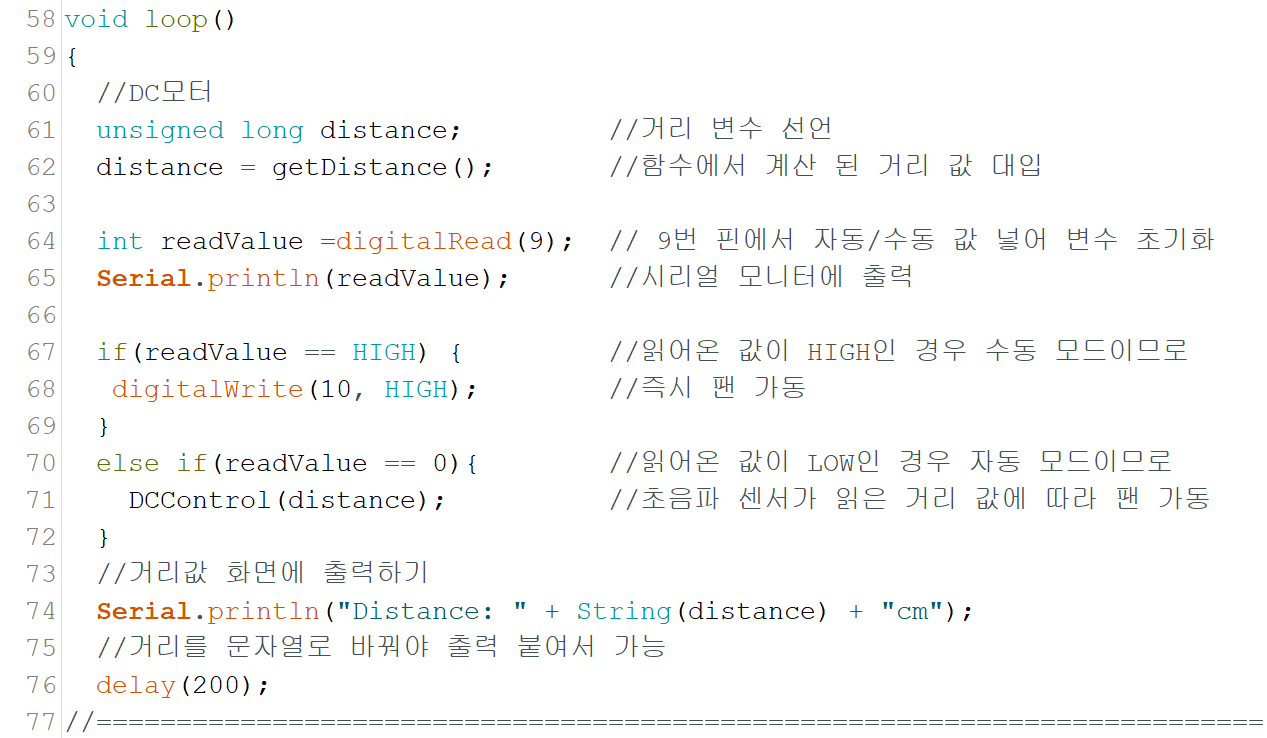 58 void loop()
59 {
60   //DC모터
61   unsigned long distance;         //거리 변수 선언
62   distance = getDistance();       //함수에서 계산 된 거리 값 대입
63
64   int readValue =digitalRead(9);  // 9번 핀에서 자동/수동 값 넣어 변수 초기화
65   Serial.println(readValue);      //시리얼 모니터에 출력
66
67   if(readValue == HIGH) {         //읽어온 값이 HIGH인 경우 수동 모드이므로
68    digitalWrite(10, HIGH);        //즉시 팬 가동
69   }
70   else if(readValue == 0){        //읽어온 값이 LOW인 경우 자동 모드이므로
71     DCControl(distance);          //초음파 센서가 읽은 거리 값에 따라 팬 가동
72   }
73   //거리값 화면에 출력하기
74   Serial.println("Distance: " + String(distance) + "cm");
75   //거리를 문자열로 바꿔야 출력 붙여서 가능
76   delay(200);
77 //=========================================================================